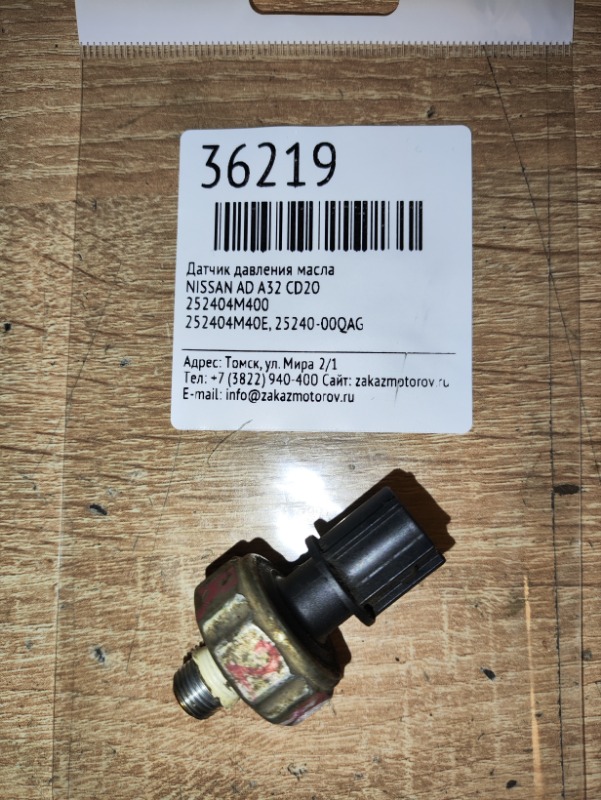 36219
Датчик давления масла
NISSAN AD A32 CD20
252404M400
252404M40E, 25240-00QAG
Адрес: Томск, ул. Мира 2/1
Тел: +7 (3822) 940-400 Сайт: zakazmotorov.ru
E-mail: info@zakazmotorov.ru